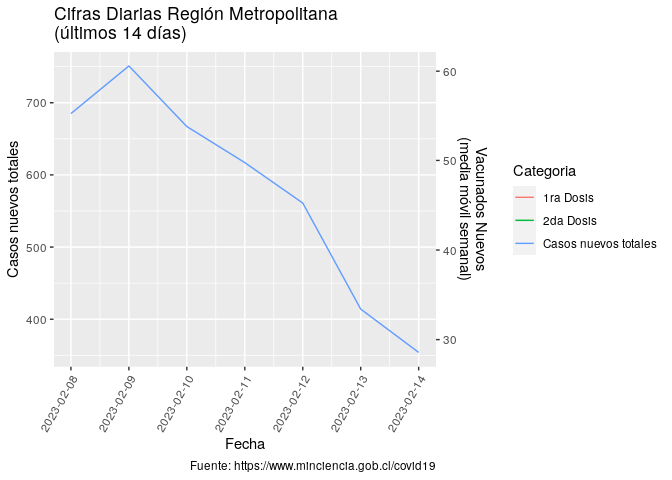 Cifras Diarias Región Metropolitana
(últimos 14 días)
Casos nuevos totales
700
600
500
400
60
50
40
30
Vacunados Nuevos
(media móvil semanal)
Categoria
1ra Dosis
2da Dosis
Casos nuevos totales
2023-02-08
2023-02-09
2023-02-10
2023-02-11
2023-02-12
2023-02-13
2023-02-14
Fecha
Fuente: https://www.minciencia.gob.cl/covid19